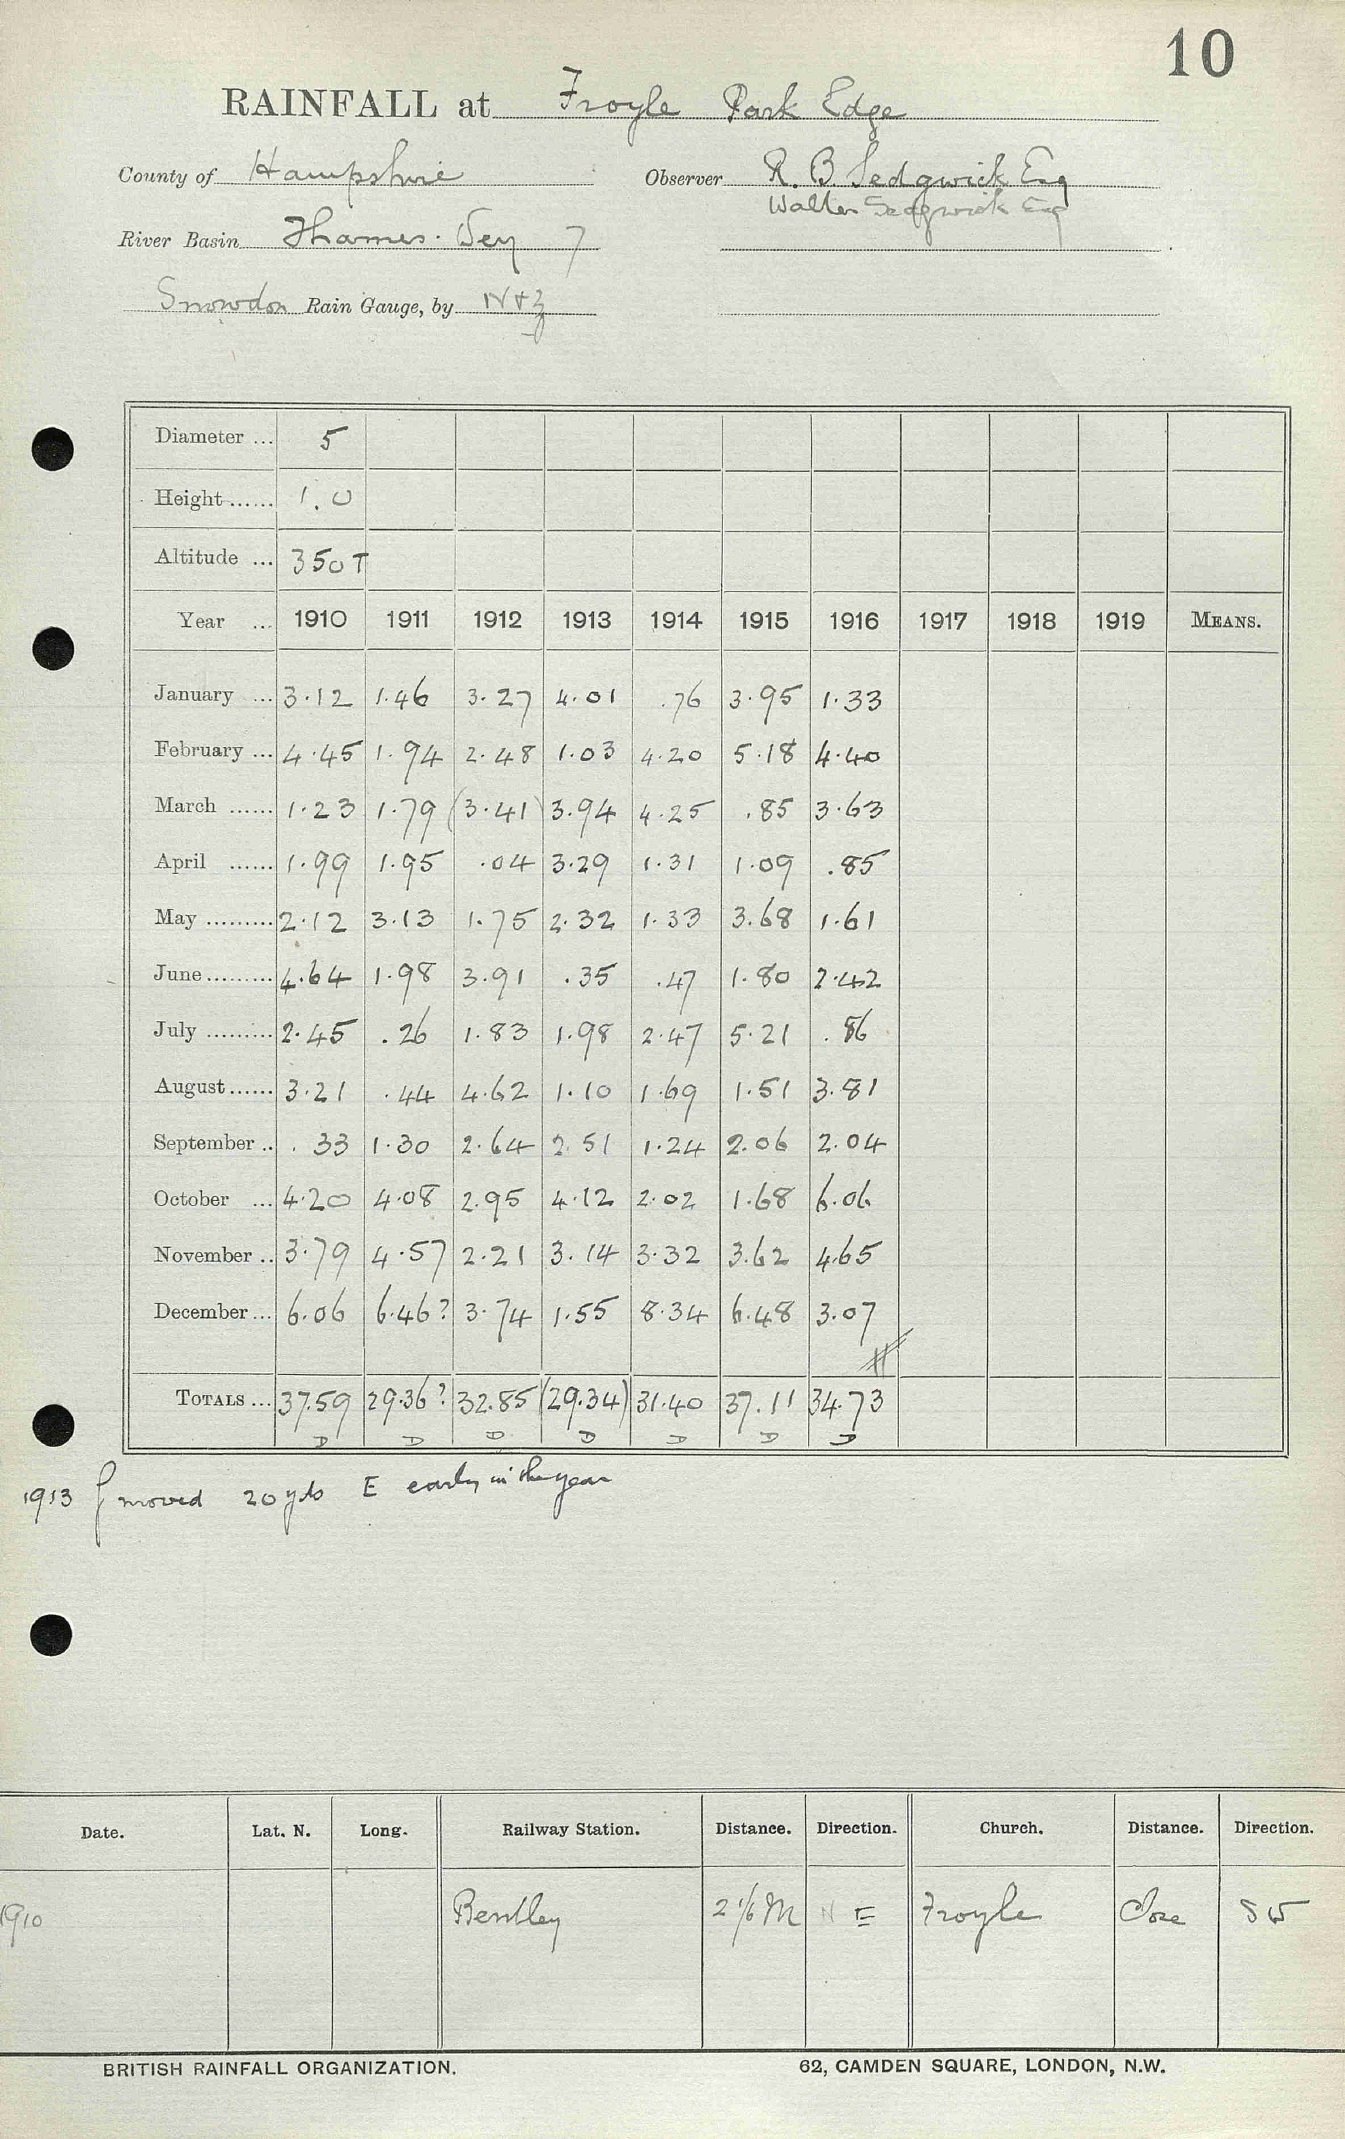 10
RAINFALL at Froyle Park Edge
County of Hampshire Observer R. B. Sedgwick Esq
Walter Sedgwick Esq
River Basin Thames. Wey 7
Snowdon Rain Gauge, by N+Z
Diameter ... 5
Height ...... 1.0
Altitude ... 350 T
Year ... 1910 1911 1912 1913 1914 1915 1916 1917 1918 1919 MEANS.
January ... 3.12 1.46 3.27 4.01 .76 3.95 1.33
February ... 4.45 1.94 2.48 1.03 4.20 5.18 4.40
March ...... 1.23 1.79 (3.41) 3.94 4.25 .85 3.63
April ...... 1.99 1.95 .04 3.29 1.31 1.09 .85
May ......... 2.12 3.13 1.75 2.32 1.33 3.68 1.61
June ......... 4.64 1.98 3.91 .35 .47 1.80 2.42
July ......... 2.45 .26 1.83 1.98 2.47 5.21 .86
August ...... 3.21 .44 4.62 1.10 1.69 1.51 3.81
September .. .33 1.30 2.64 2.51 1.24 2.06 2.04
October ... 4.20 4.08 2.95 4.12 2.02 1.68 6.06
November .. 3.79 4.57 2.21 3.14 3.32 3.62 4.65
December ... 6.06 6.46? 3.74 1.55 8.34 6.48 3.07
TOTALS ... 37.59 29.36? 32.85 (29.34) 31.40 37.11 34.73
D D D D D D D
1913 moved 20 yds E early in the year
Date. Lat. N. Long. Railway Station. Distance. Direction. Church. Distance. Direction.
1910 Bentley 2 1/6 M N E Froyle Close SW
BRITISH RAINFALL ORGANIZATION. 62, CAMDEN SQUARE, LONDON, N.W.